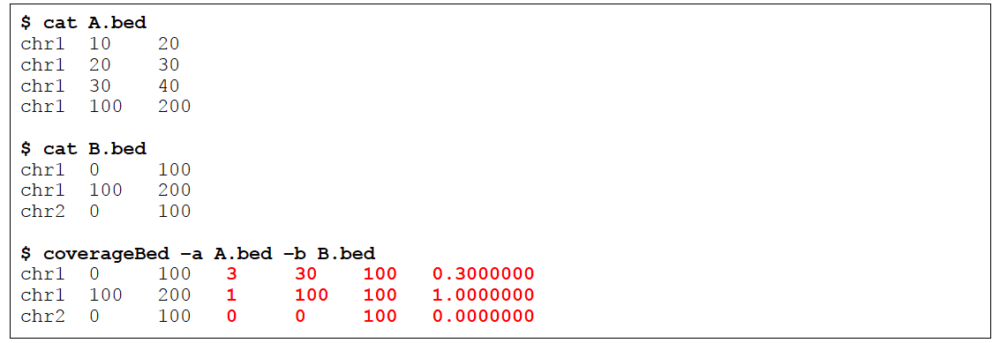 $ cat A.bed
chr1 10 20
chr1 20 30
chr1 30 40
chr1 100 200
$ cat B.bed
chr1 0 100
chr1 100 200
chr2 0 100
$ coverageBed –a A.bed –b B.bed
chr1 0 100 3 30 100 0.3000000
chr1 100 200 1 100 100 1.0000000
chr2 0 100 0 0 100 0.0000000